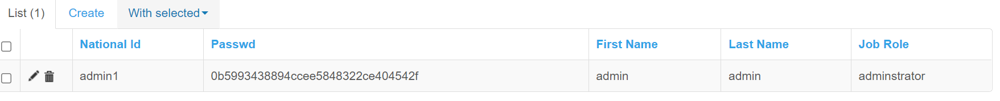 List (1) Create With selected
National Id Passwd First Name Last Name Job Role
admin1 0b5993438894ccee5848322ce404542f admin admin adminstrator